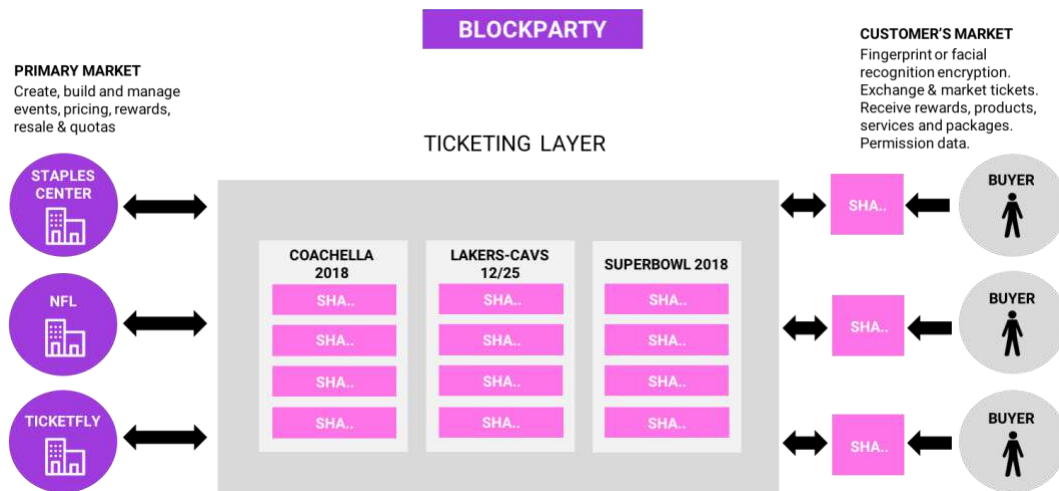 BLOCKPARTY
PRIMARY MARKET
Create, build and manage
events, pricing, rewards,
resale & quotas
CUSTOMER'S MARKET
Fingerprint or facial
recognition encryption.
Exchange & market tickets.
Receive rewards, products,
services and packages.
Permission data.
TICKETING LAYER
STAPLES
CENTER
NFL
TICKETFLY
COACHELLA
2018
SHA..
SHA..
SHA..
SHA..
LAKERS-CAVS
12/25
SHA..
SHA..
SHA..
SHA..
SUPERBOWL 2018
SHA..
SHA..
SHA..
SHA..
SHA..
BUYER
SHA..
BUYER
SHA..
BUYER